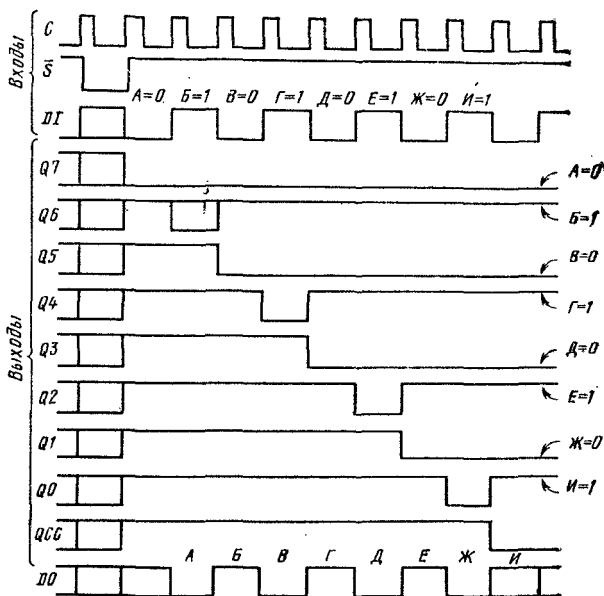 Входы
C
S̅
DI
A=0 Б=1 B=0 Г=1 Д=0 E=1 Ж=0 И=1
Выходы
Q7
A=0
Q6
Б=1
Q5
B=0
Q4
Г=1
Q3
Д=0
Q2
E=1
Q1
Ж=0
Q0
И=1
QCC
А Б В Г Д Е Ж И
DO